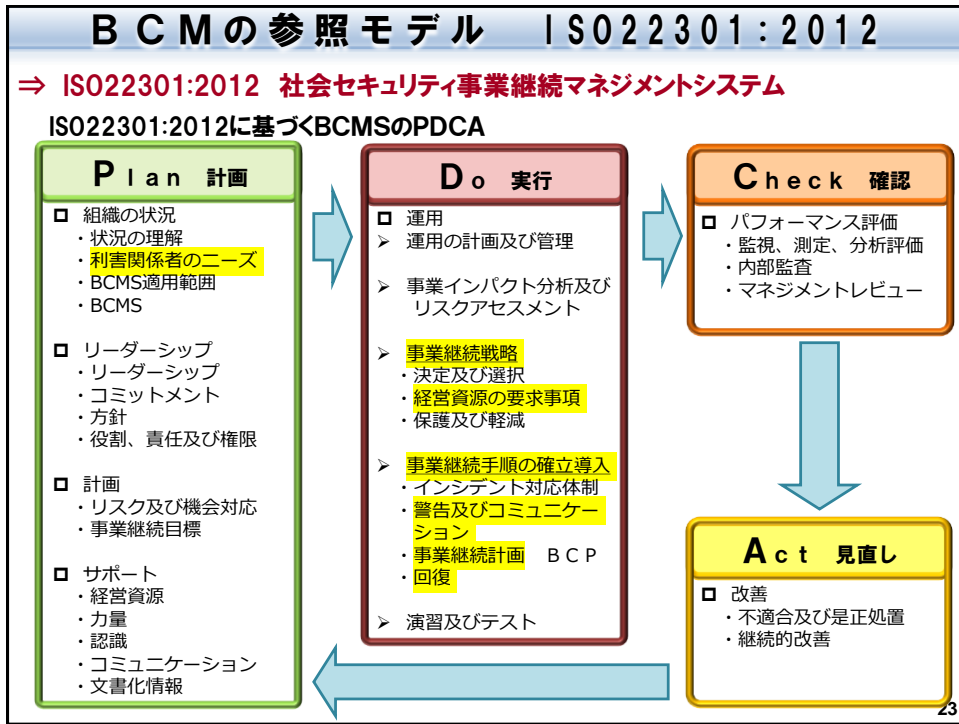 BCMの参照モデル ISO22301:2012
⇒ ISO22301:2012 社会セキュリティ事業継続マネジメントシステム
ISO22301:2012に基づくBCMSのPDCA
Plan 計画
組織の状況
・状況の理解
・利害関係者のニーズ
・BCMS適用範囲
・BCMS
リーダーシップ
・リーダーシップ
・コミットメント
・方針
・役割、責任及び権限
計画
・リスク及び機会対応
・事業継続目標
サポート
・経営資源
・力量
・認識
・コミュニケーション
・文書化情報
Do 実行
運用
➢ 運用の計画及び管理
➢ 事業インパクト分析及び
リスクアセスメント
➢ 事業継続戦略
・決定及び選択
・経営資源の要求事項
・保護及び軽減
➢ 事業継続手順の確立導入
・インシデント対応体制
・警告及びコミュニケー
ション
・事業継続計画 BCP
・回復
➢ 演習及びテスト
Check 確認
パフォーマンス評価
・監視、測定、分析評価
・内部監査
・マネジメントレビュー
Act 見直し
改善
・不適合及び是正処置
・継続的改善
23